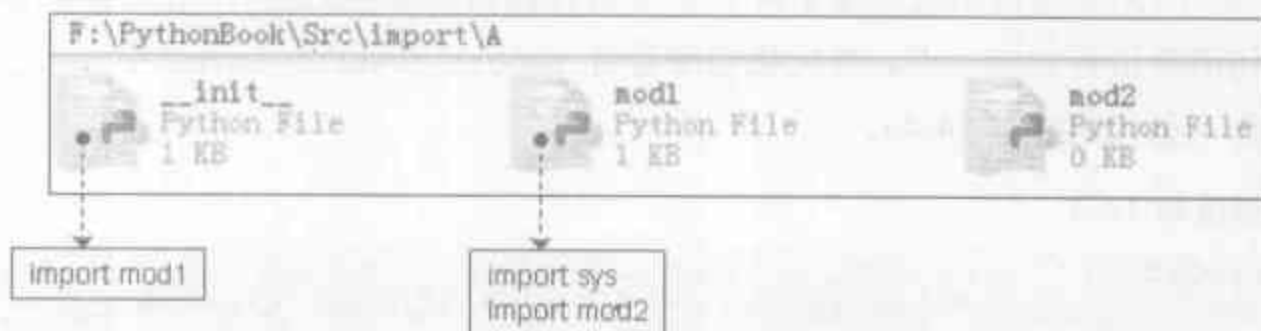 F:\PythonBook\Src\import\A
__init__
Python File
1 KB
mod1
Python File
1 KB
mod2
Python File
0 KB
import mod1
import sys
import mod2